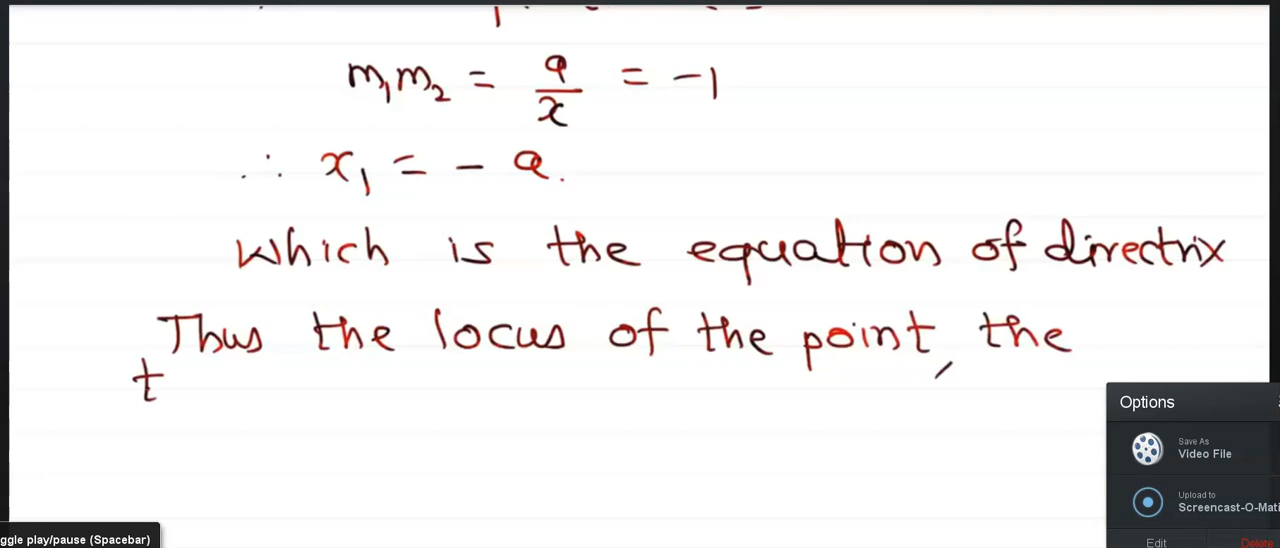 m₁m₂ = a/x = -1
∴ x₁ = - a.
which is the equation of directrix
Thus the locus of the point, the
t
Options
Save As
Video File
Upload to
Screencast-O-Mati
Edit
Delete
ggle play/pause (Spacebar)